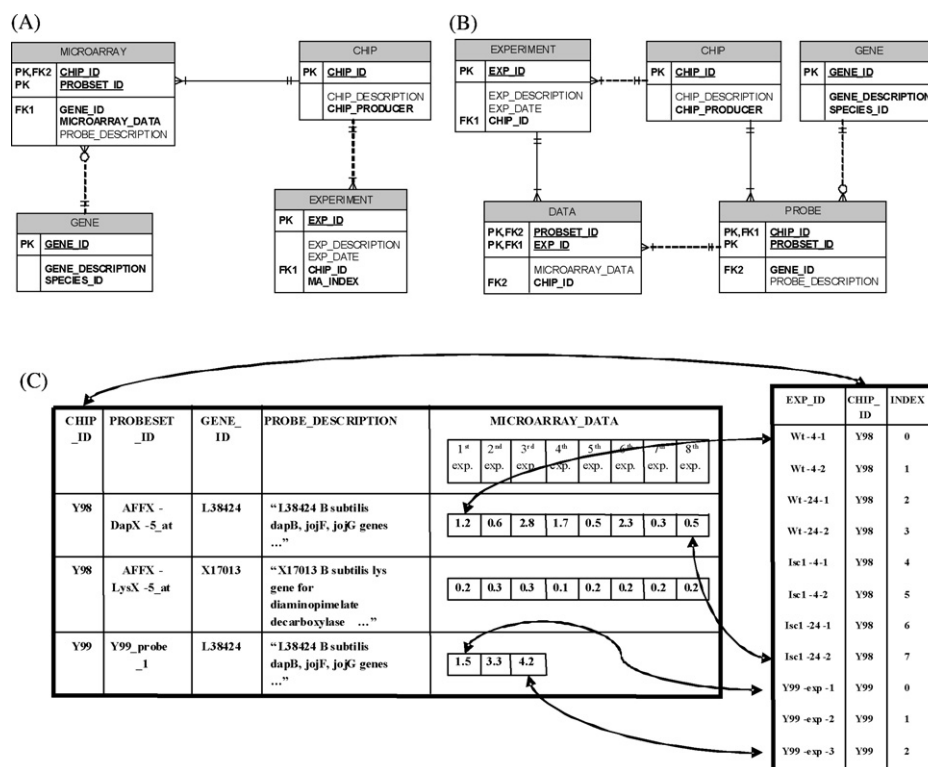 (A)
MICROARRAY
PK,FK2 CHIP_ID
PK PROBSET_ID
FK1 GENE_ID
MICROARRAY_DATA
PROBE_DESCRIPTION
GENE
PK GENE_ID
GENE_DESCRIPTION
SPECIES_ID
CHIP
PK CHIP_ID
CHIP_DESCRIPTION
CHIP_PRODUCER
EXPERIMENT
PK EXP_ID
EXP_DESCRIPTION
EXP_DATE
FK1 CHIP_ID
MA_INDEX
(B)
EXPERIMENT
PK EXP_ID
EXP_DESCRIPTION
EXP_DATE
FK1 CHIP_ID
CHIP
PK CHIP_ID
CHIP_DESCRIPTION
CHIP_PRODUCER
GENE
PK GENE_ID
GENE_DESCRIPTION
SPECIES_ID
DATA
PK,FK2 PROBSET_ID
PK,FK1 EXP_ID
MICROARRAY_DATA
FK2 CHIP_ID
PROBE
PK,FK1 CHIP_ID
PK PROBSET_ID
FK2 GENE_ID
PROBE_DESCRIPTION
(C)
CHIP PROBESET GENE PROBE_DESCRIPTION MICROARRAY_DATA
_ID _ID _ID
1st 2nd 3rd 4th 5th 6th 7th 8th
exp. exp. exp. exp. exp. exp. exp. exp.
Y98 AFFX - L38424 “L38424 B subtilis
DapX -5_at dapB, jojF, jojG genes 1.2 0.6 2.8 1.7 0.5 2.3 0.3 0.5
…”
Y98 AFFX - X17013 “X17013 B subtilis lys
LysX -5_at gene for 0.2 0.3 0.3 0.1 0.2 0.2 0.2 0.2
diaminopimelate
decarboxylase …”
Y99 Y99_probe L38424 “L38424 B subtilis
_1 dapB, jojF, jojG genes 1.5 3.3 4.2
…”
EXP_ID CHIP_ INDEX
ID
Wt -4-1 Y98 0
Wt -4-2 Y98 1
Wt -24-1 Y98 2
Wt -24-2 Y98 3
Isc1 -4-1 Y98 4
Isc1 -4-2 Y98 5
Isc1 -24 -1 Y98 6
Isc1 -24 -2 Y98 7
Y99 -exp -1 Y99 0
Y99 -exp -2 Y99 1
Y99 -exp -3 Y99 2